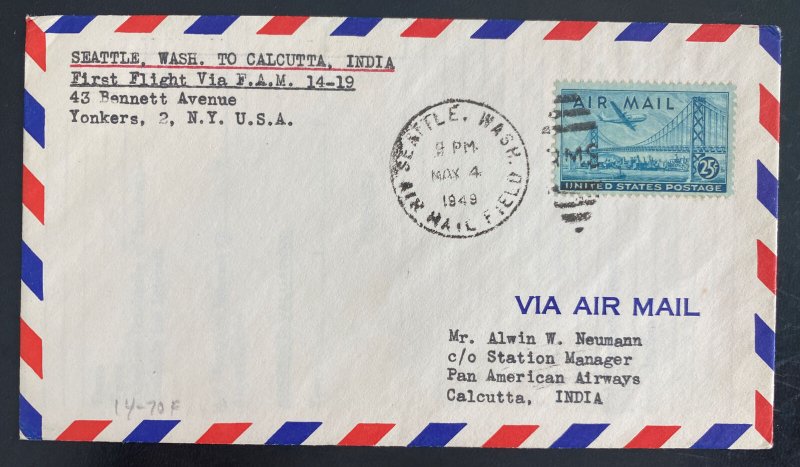 SEATTLE, WASH. TO CALCUTTA, INDIA
First Flight Via F.A.M. 14-19
43 Bennett Avenue
Yonkers, 2, N.Y. U.S.A.
SEATTLE, WASH.
9 PM
MAY 4
1949
AIR MAIL FIELD
AIR MAIL
25¢
UNITED STATES POSTAGE
VIA AIR MAIL
Mr. Alwin W. Neumann
c/o Station Manager
Pan American Airways
Calcutta, INDIA
14-70F